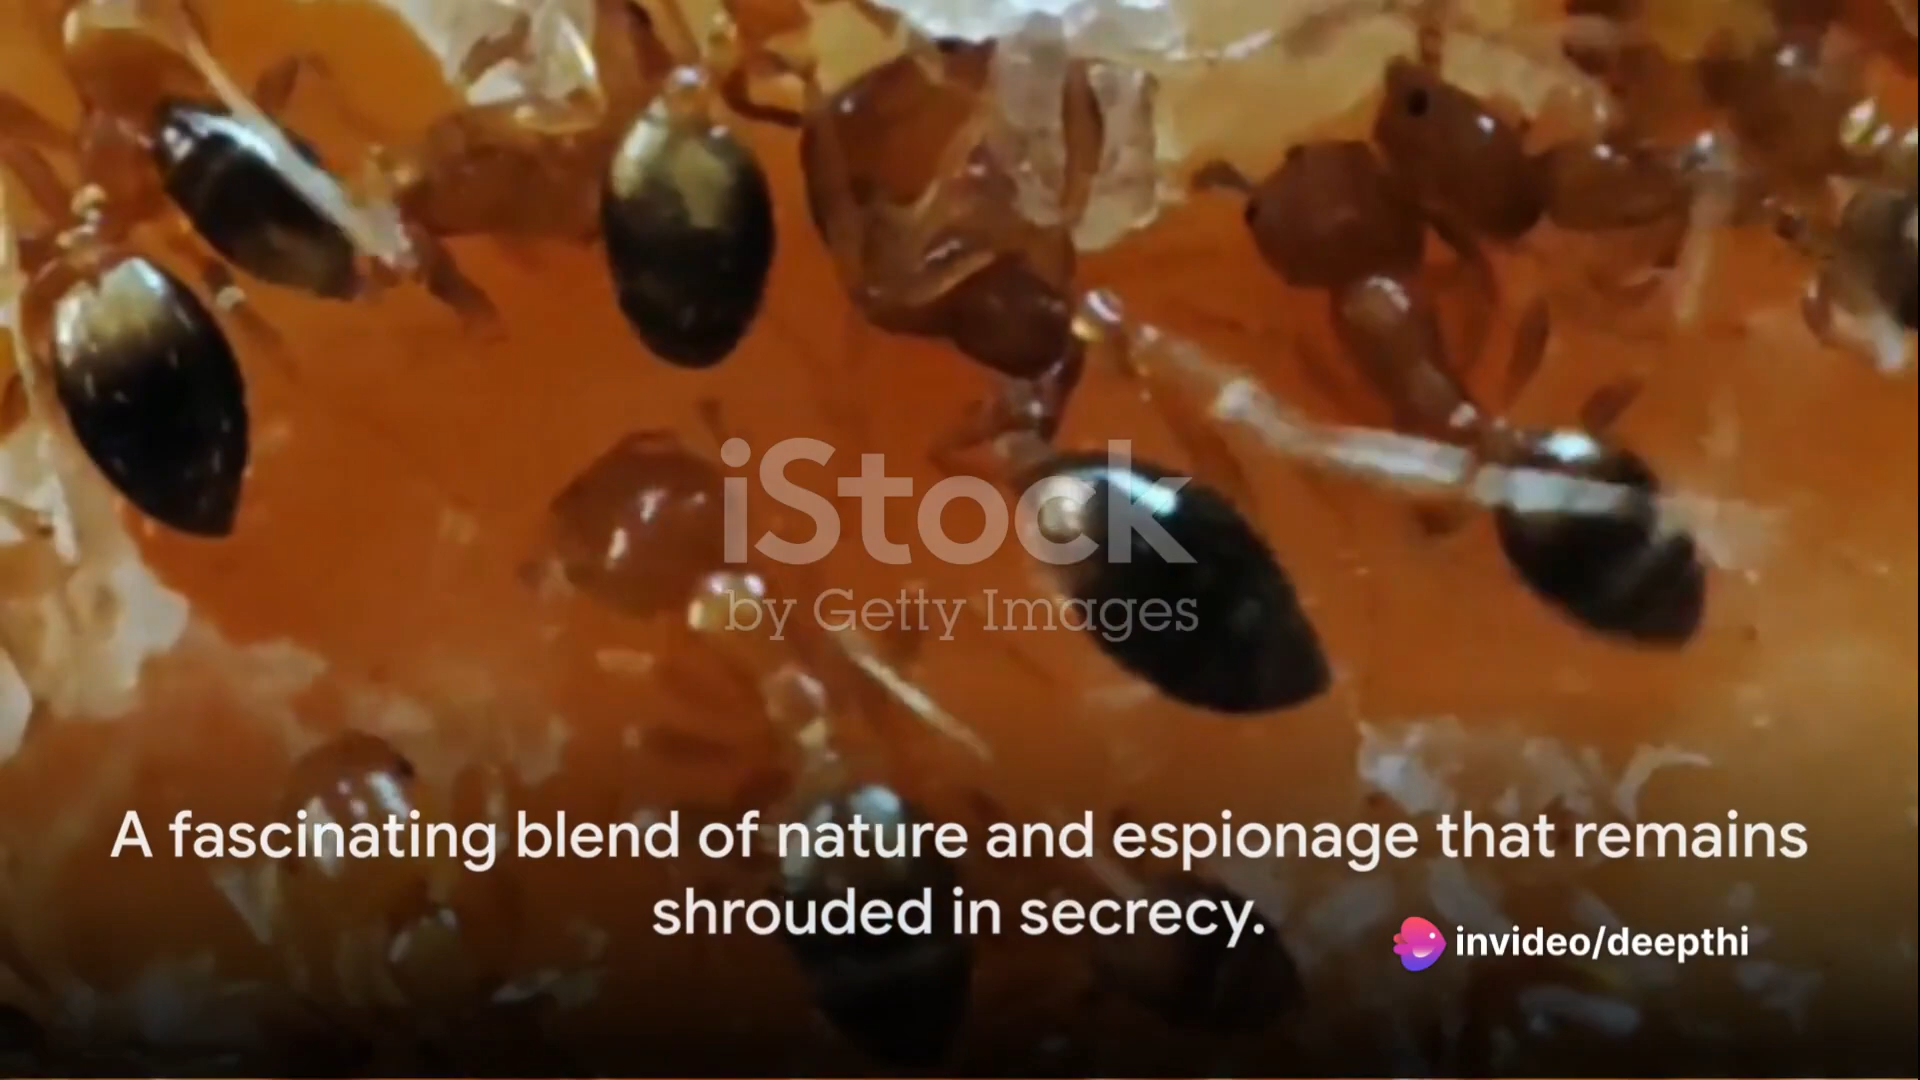 iStock
by Getty Images
A fascinating blend of nature and espionage that remains
shrouded in secrecy.
invideo/deepthi